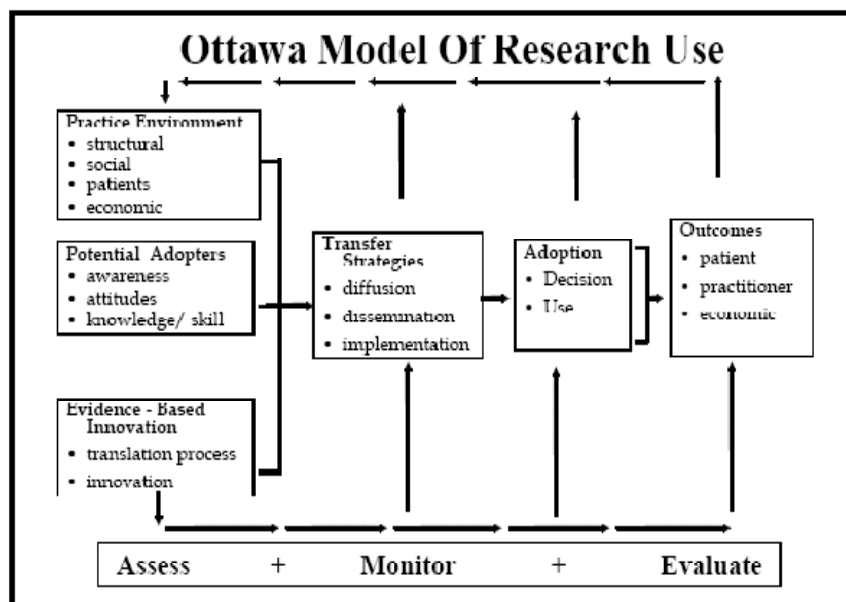 Ottawa Model Of Research Use
Practice Environment
• structural
• social
• patients
• economic
Potential Adopters
• awareness
• attitudes
• knowledge/ skill
Evidence - Based
Innovation
• translation process
• innovation
Transfer
Strategies
• diffusion
• dissemination
• implementation
Adoption
• Decision
• Use
Outcomes
• patient
• practitioner
• economic
Assess + Monitor + Evaluate